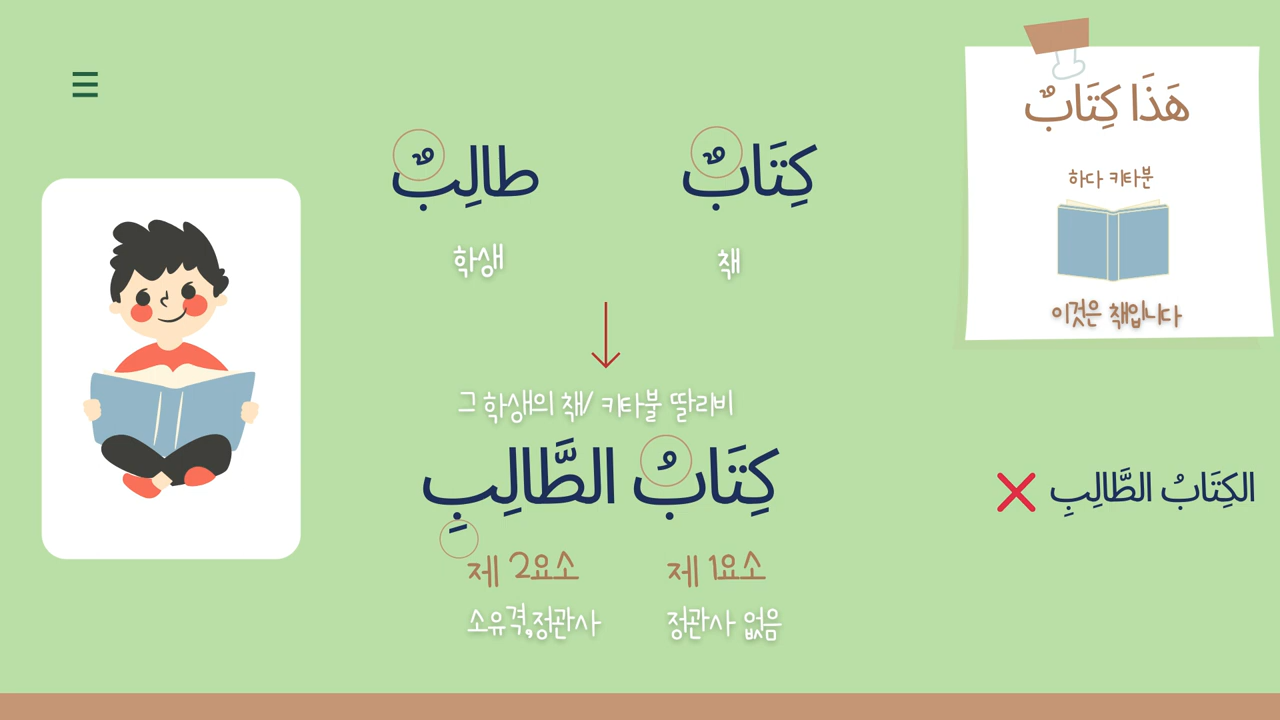 هَذَا كِتَابٌ
하다 키타분
이것은 책입니다
كِتَابٌ
طالِبٌ
책
학생
그 학생의 책/ 키타불 딸리비
كِتَابُ الطَّالِبِ
제 1요소
제 2요소
정관사 없음
소유격,정관사
الكِتَابُ الطَّالِبِ